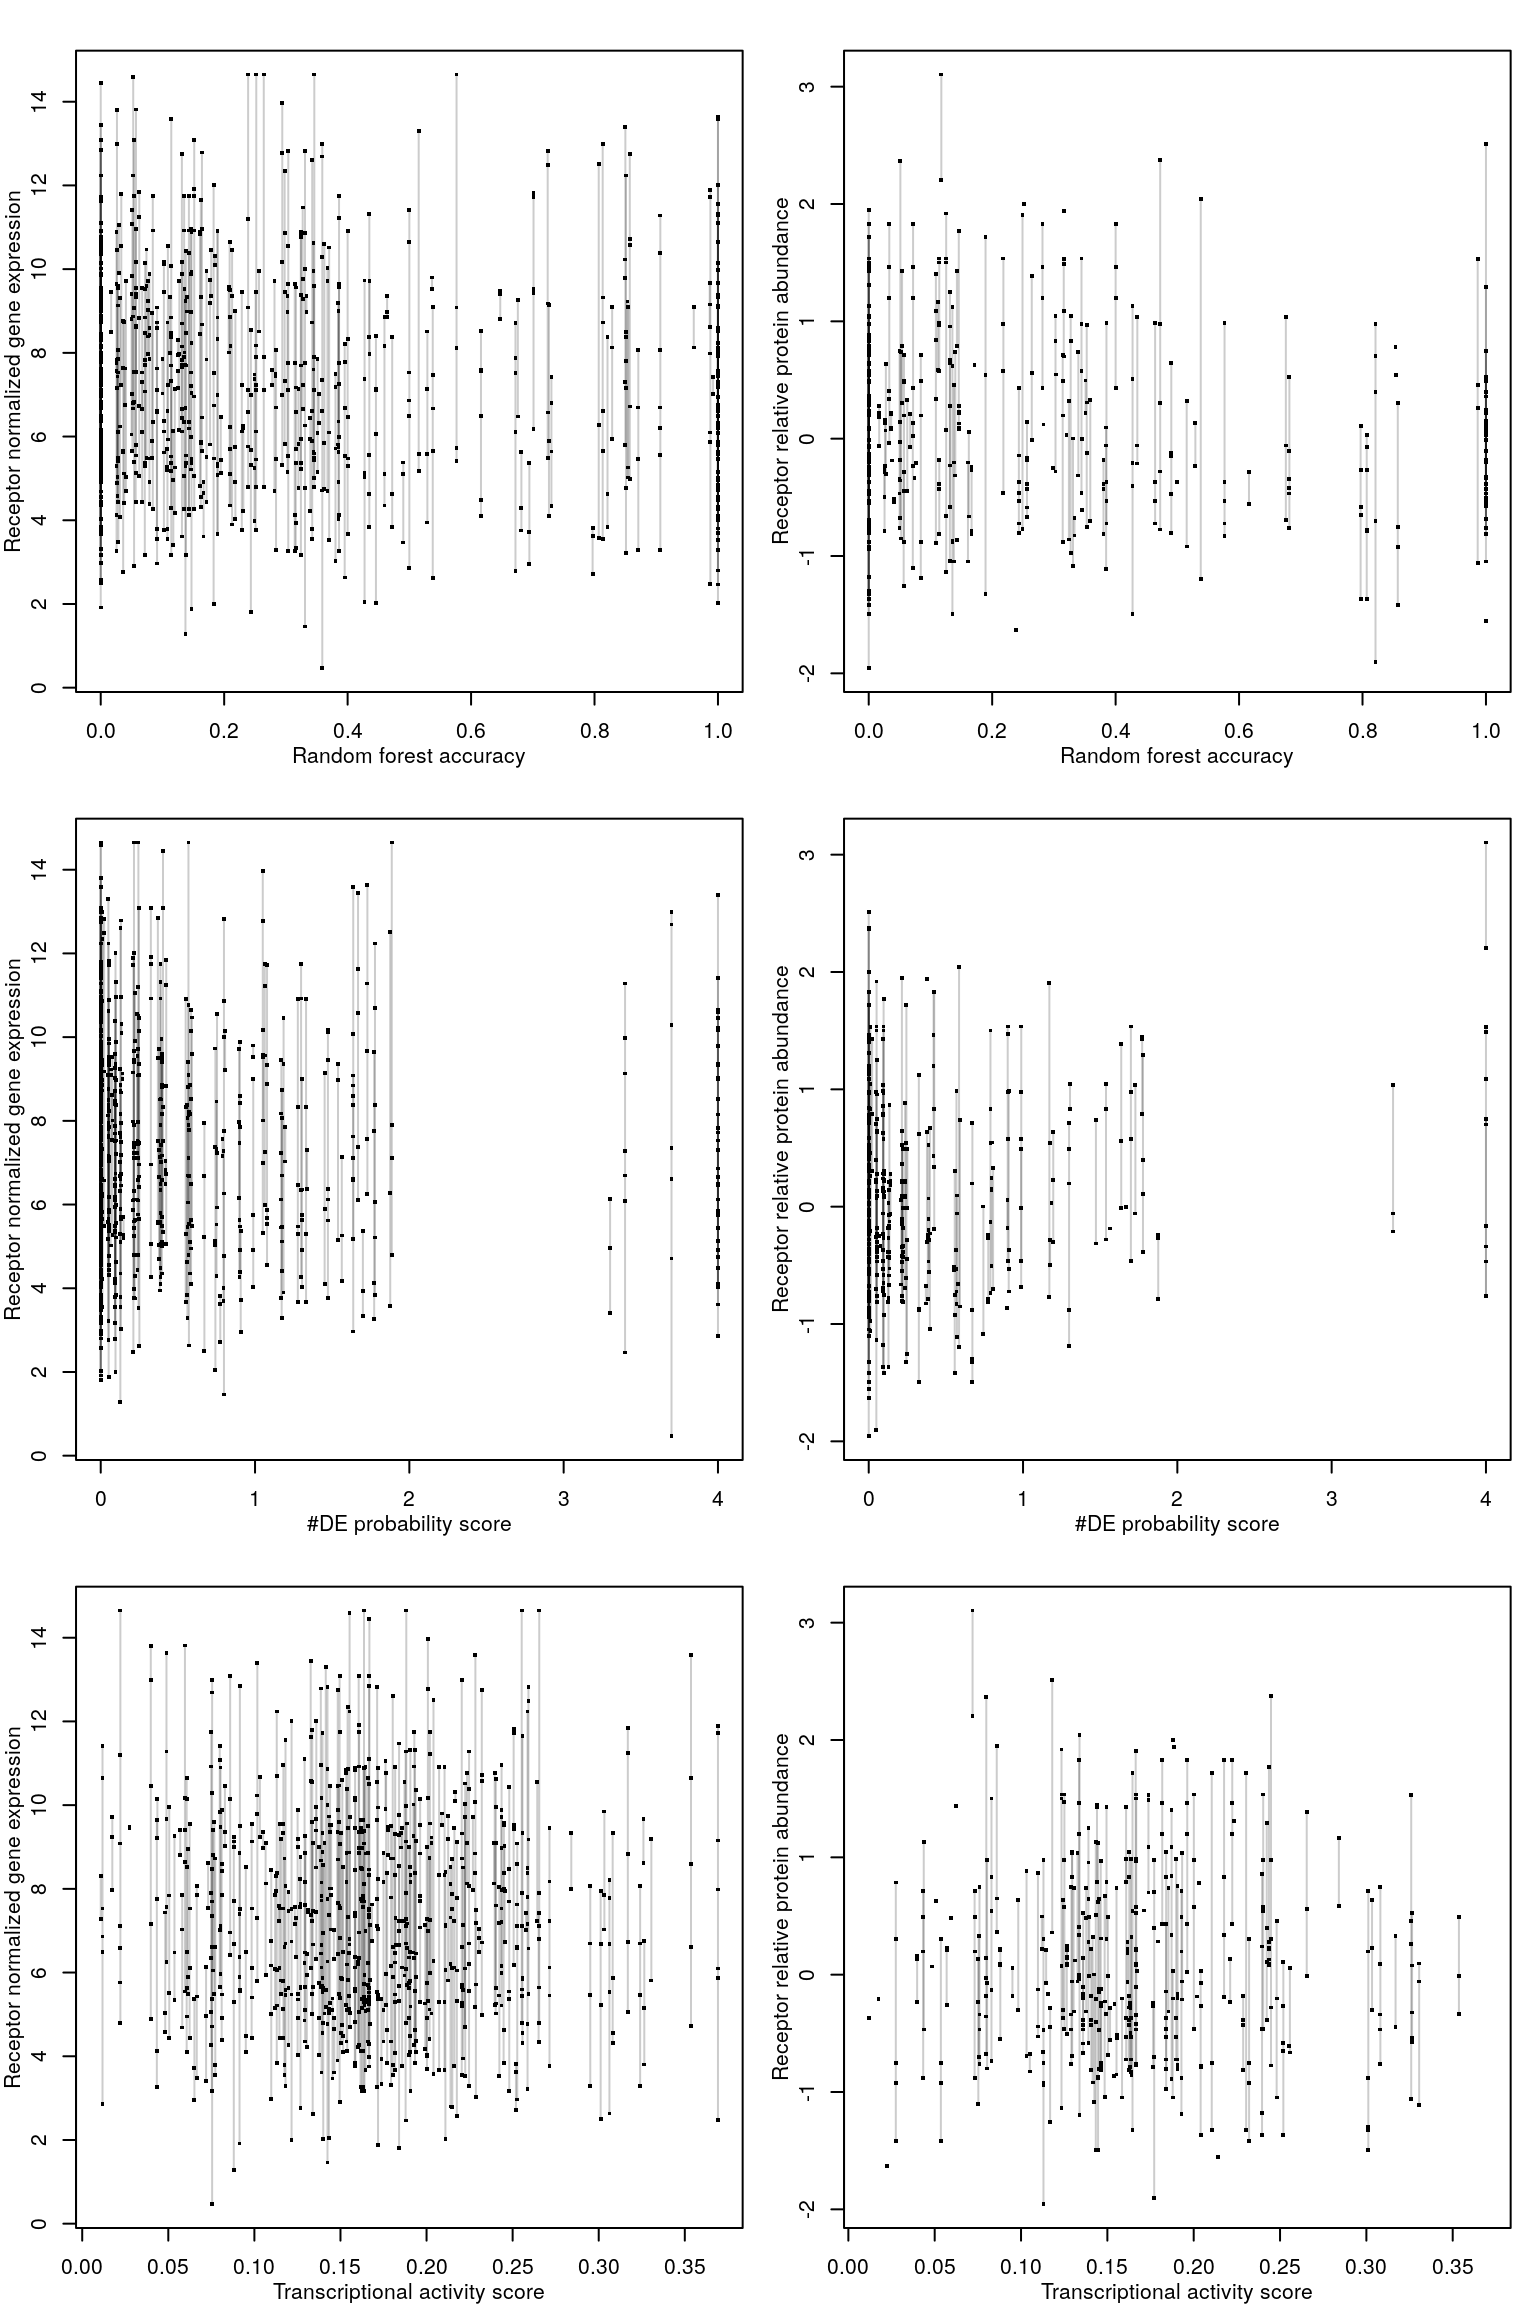 Receptor normalized gene expression
14
12
10
8
6
4
2
0
0.0 0.2 0.4 0.6 0.8 1.0
Random forest accuracy
Receptor relative protein abundance
3
2
1
0
-1
-2
0.0 0.2 0.4 0.6 0.8 1.0
Random forest accuracy
Receptor normalized gene expression
14
12
10
8
6
4
2
0
0 1 2 3 4
#DE probability score
Receptor relative protein abundance
3
2
1
0
-1
-2
0 1 2 3 4
#DE probability score
Receptor normalized gene expression
14
12
10
8
6
4
2
0
0.00 0.05 0.10 0.15 0.20 0.25 0.30 0.35
Transcriptional activity score
Receptor relative protein abundance
3
2
1
0
-1
-2
0.00 0.05 0.10 0.15 0.20 0.25 0.30 0.35
Transcriptional activity score